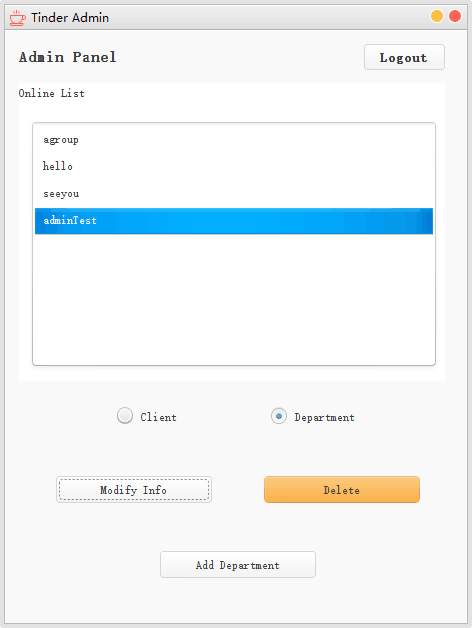 Tinder Admin
Admin Panel
Logout
Online List
agroup
hello
seeyou
adminTest
Client
Department
Modify Info
Delete
Add Department